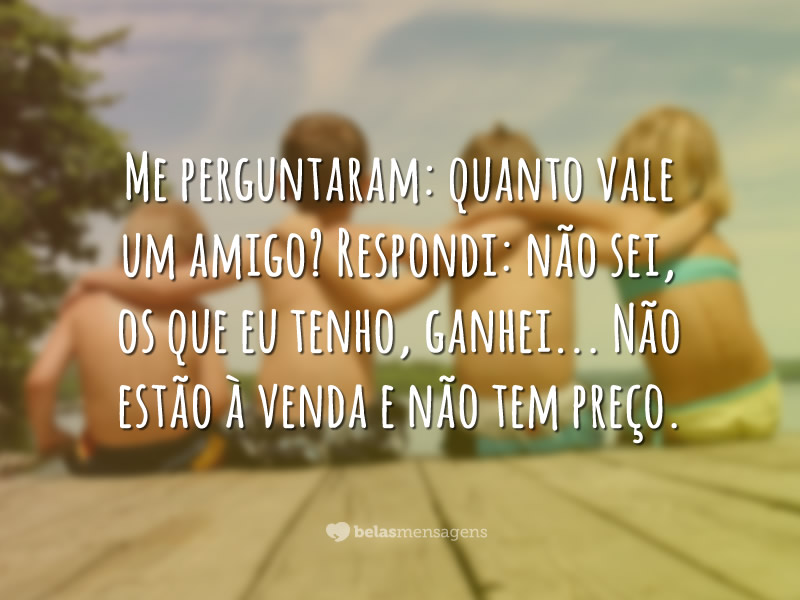 Me perguntaram: quanto vale
um amigo? Respondi: não sei,
os que eu tenho, ganhei... Não
estão à venda e não tem preço.
belasmensagens